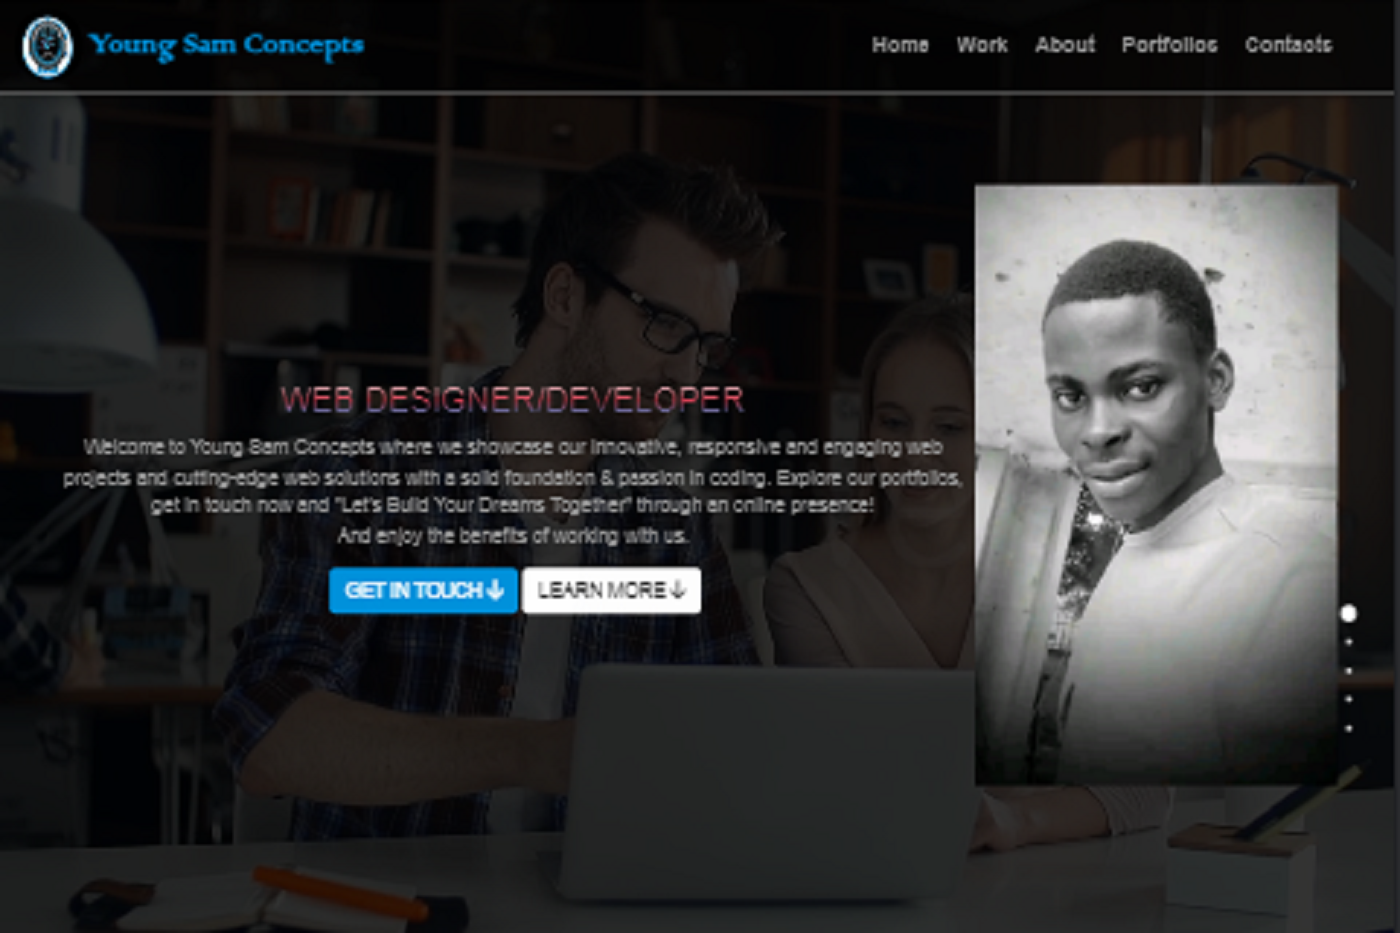 Young Sam Concepts
Home Work About Portfolios Contacts
WEB DESIGNER/DEVELOPER
Welcome to Young Sam Concepts where we showcase our innovative, responsive and engaging web
projects and cutting-edge web solutions with a solid foundation & passion in coding. Explore our portfolios,
get in touch now and "Let's Build Your Dreams Together" through an online presence!
And enjoy the benefits of working with us.
GET IN TOUCH LEARN MORE